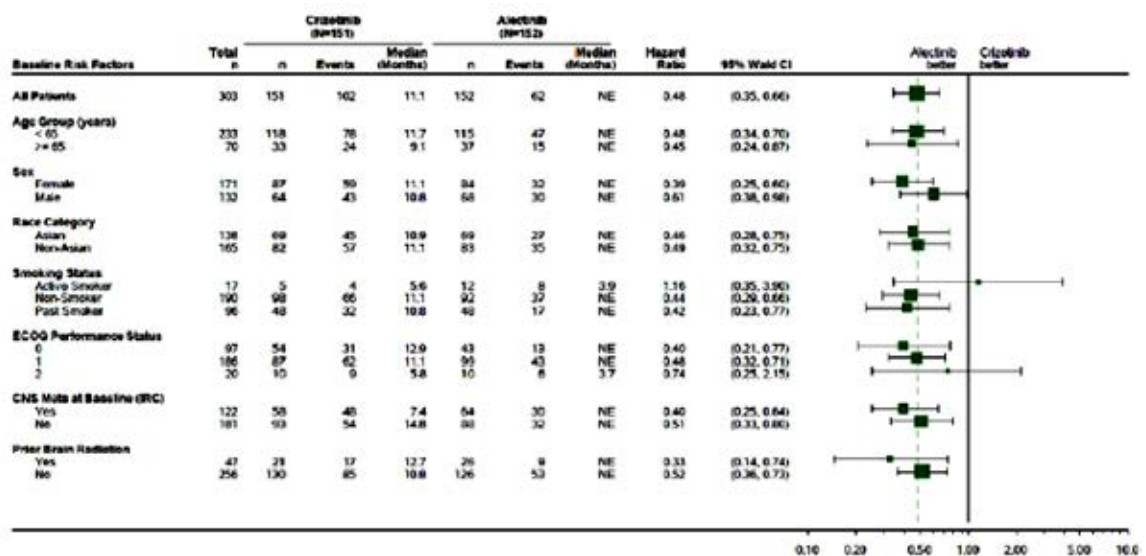 Crizotinib Alectinib
(N=151) (N=152)
Total Median Median Hazard Alectinib Crizotinib
Baseline Risk Factors n n Events (Months) n Events (Months) Ratio 95% Wald CI better better
All Patients 303 151 102 11.1 152 62 NE 0.48 (0.35, 0.66)
Age Group (years)
< 65 233 118 78 11.7 115 47 NE 0.48 (0.34, 0.70)
>= 65 70 33 24 9.1 37 15 NE 0.45 (0.24, 0.87)
Sex
Female 171 87 59 11.1 84 32 NE 0.39 (0.25, 0.60)
Male 132 64 43 10.8 68 30 NE 0.61 (0.38, 0.98)
Race Category
Asian 138 69 45 10.9 69 27 NE 0.46 (0.28, 0.75)
Non-Asian 165 82 57 11.1 83 35 NE 0.49 (0.32, 0.75)
Smoking Status
Active Smoker 17 5 4 5.6 12 8 3.9 1.16 (0.35, 3.90)
Non-Smoker 190 98 66 11.1 92 37 NE 0.44 (0.29, 0.66)
Past Smoker 96 48 32 10.8 48 17 NE 0.42 (0.23, 0.77)
ECOG Performance Status
0 97 54 31 12.9 43 13 NE 0.40 (0.21, 0.77)
1 186 87 62 11.1 99 43 NE 0.48 (0.32, 0.71)
2 20 10 9 5.8 10 6 3.7 0.74 (0.25, 2.15)
CNS Mets at Baseline (IRC)
Yes 122 58 48 7.4 64 30 NE 0.40 (0.25, 0.64)
No 181 93 54 14.8 88 32 NE 0.51 (0.33, 0.80)
Prior Brain Radiation
Yes 47 21 17 12.7 26 9 NE 0.33 (0.14, 0.74)
No 256 130 85 10.8 126 53 NE 0.52 (0.36, 0.73)
0.10 0.20 0.50 1.00 2.00 5.00 10.0